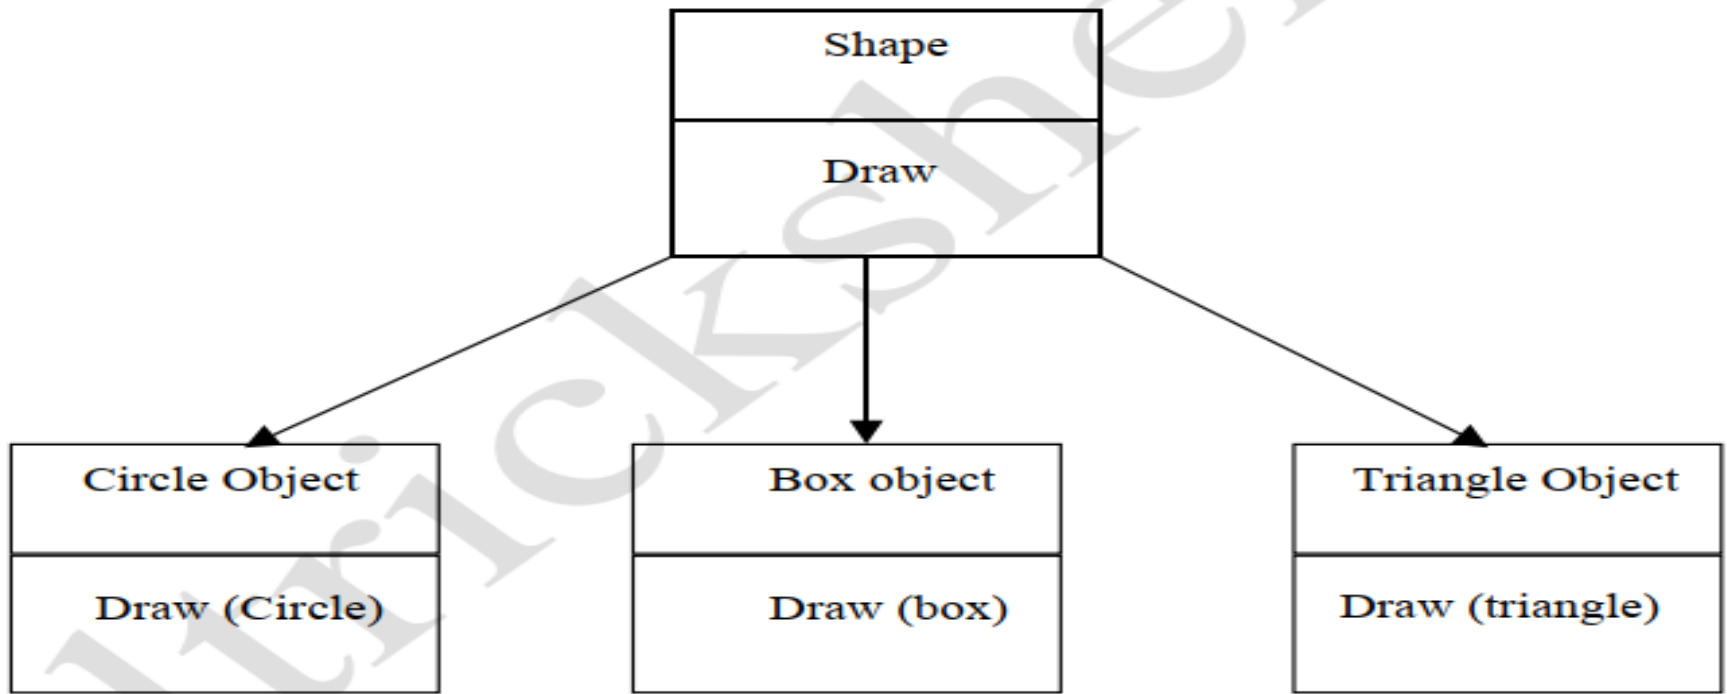 Shape
Draw
Circle Object
Box object
Triangle Object
Draw (Circle)
Draw (box)
Draw (triangle)